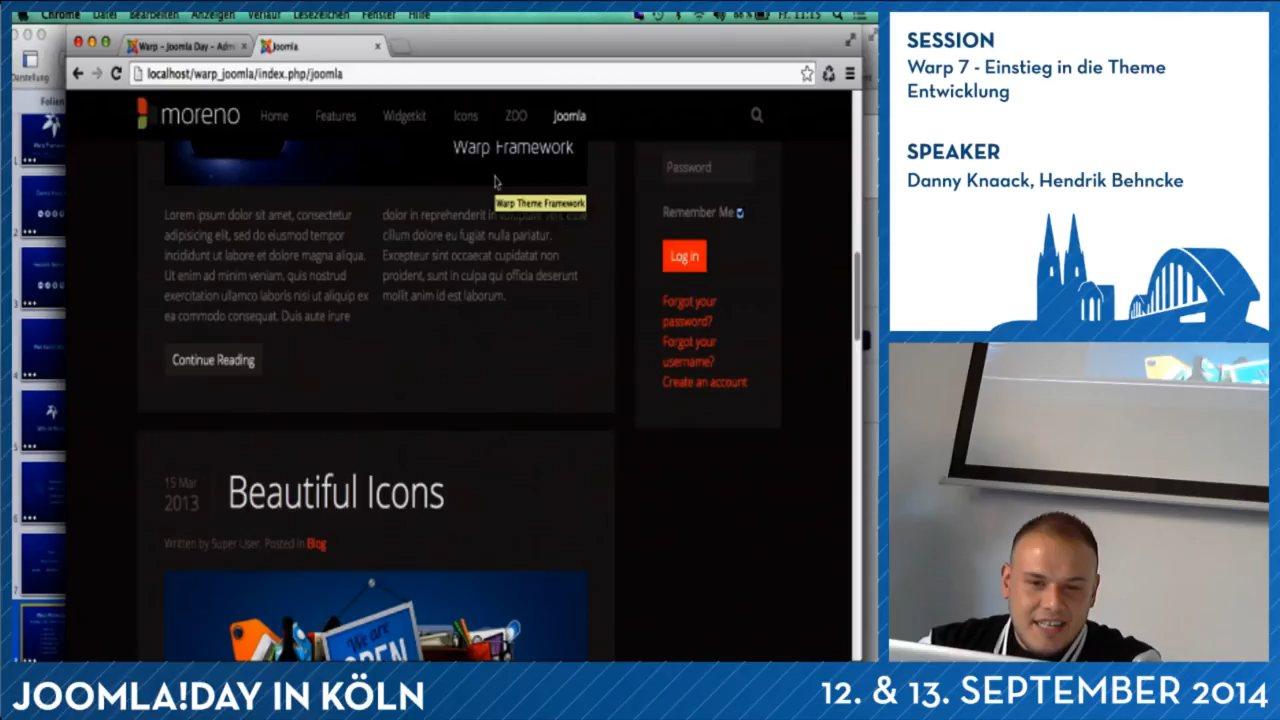 Chrome Datei Bearbeiten Anzeigen Verlauf Lesezeichen Fenster Hilfe Fr. 11:15
Warp - Joomla Day - Adm
Joomla
Darstellung
localhost/warp_joomla/index.php/joomla
Folien
moreno Home Features Widgetkit Icons ZOO Joomla
Warp Framework
Warp Theme Framework
Lorem ipsum dolor sit amet, consectetur
adipisicing elit, sed do eiusmod tempor
incididunt ut labore et dolore magna aliqua.
Ut enim ad minim veniam, quis nostrud
exercitation ullamco laboris nisi ut aliquip ex
ea commodo consequat. Duis aute irure
dolor in reprehenderit in
cillum dolore eu fugiat nulla pariatur.
Excepteur sint occaecat cupidatat non
proident, sunt in culpa qui officia deserunt
mollit anim id est laborum.
Continue Reading
Password
Remember Me
Log in
Forgot your
password?
Forgot your
username?
Create an account
15 Mar
2013
Beautiful Icons
Written by Super User. Posted in Blog
We are
OPEN
SESSION
Warp 7 - Einstieg in die Theme
Entwicklung
SPEAKER
Danny Knaack, Hendrik Behncke
JOOMLA!DAY IN KÖLN
12. & 13. SEPTEMBER 2014